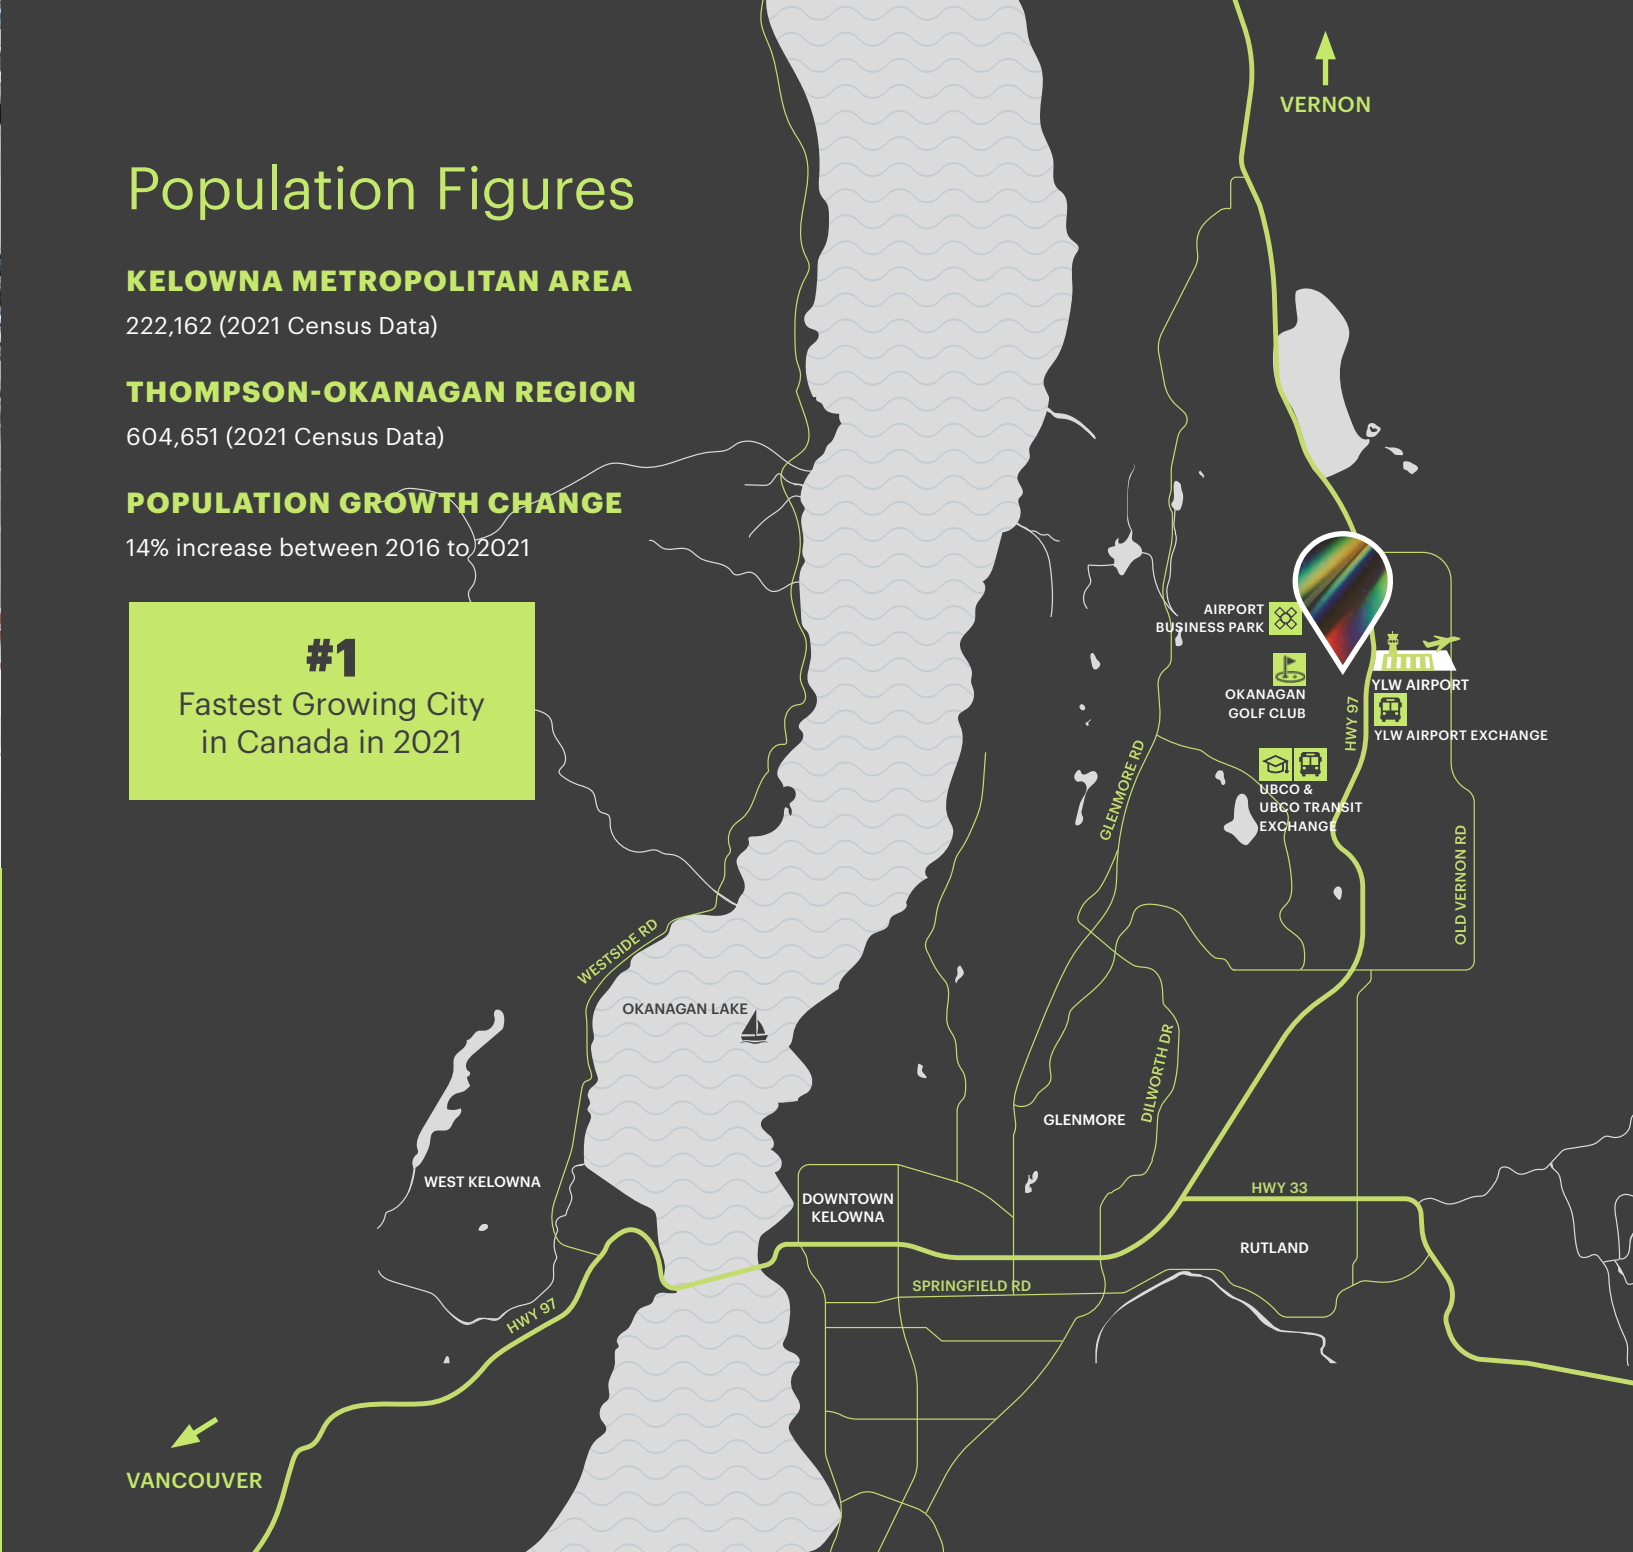 VERNON
Population Figures
KELOWNA METROPOLITAN AREA
222,162 (2021 Census Data)
THOMPSON-OKANAGAN REGION
604,651 (2021 Census Data)
POPULATION GROWTH CHANGE
14% increase between 2016 to 2021
#1
Fastest Growing City
in Canada in 2021
AIRPORT
BUSINESS PARK
OKANAGAN
GOLF CLUB
YLW AIRPORT
HWY 97
YLW AIRPORT EXCHANGE
UBCO &
UBCO TRANSIT
EXCHANGE
GLENMORE RD
OLD VERNON RD
WESTSIDE RD
OKANAGAN LAKE
DILWORTH DR
GLENMORE
WEST KELOWNA
DOWNTOWN
KELOWNA
HWY 33
RUTLAND
SPRINGFIELD RD
HWY 97
VANCOUVER